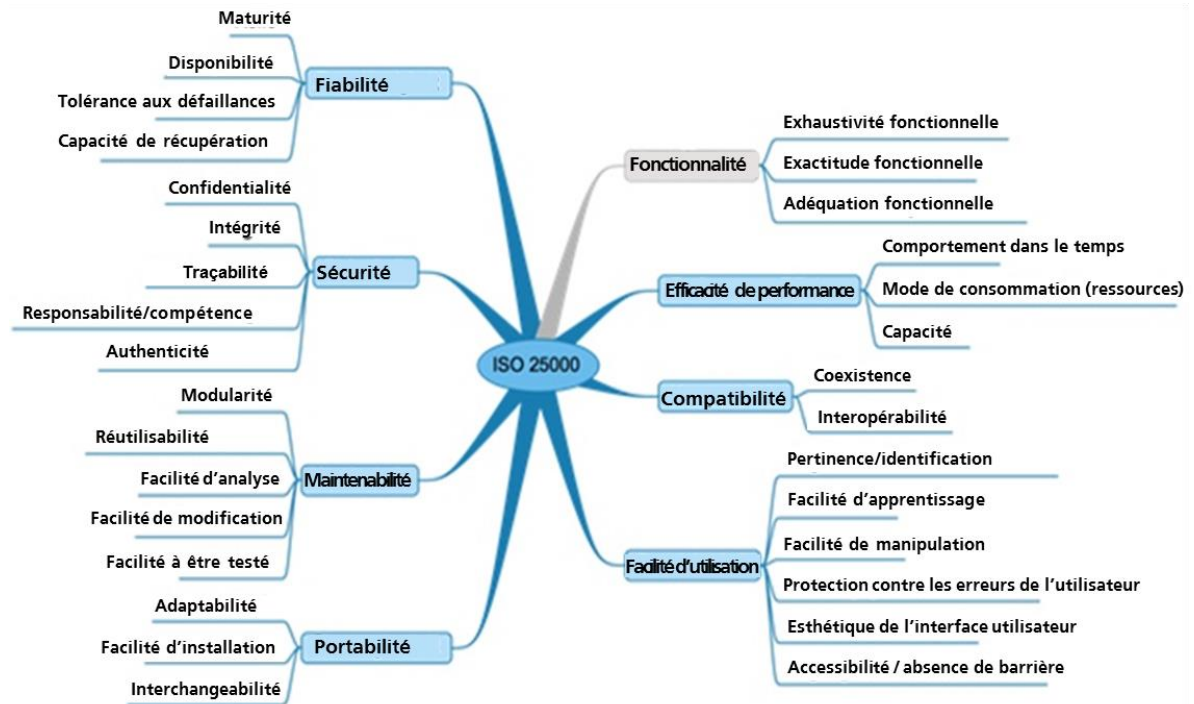 Maturité
Disponibilité
Tolérance aux défaillances
Capacité de récupération
Fiabilité
Confidentialité
Intégrité
Traçabilité
Responsabilité/compétence
Authenticité
Sécurité
Modularité
Réutilisabilité
Facilité d'analyse
Facilité de modification
Facilité à être testé
Maintenabilité
Adaptabilité
Facilité d'installation
Interchangeabilité
Portabilité
ISO 25000
Fonctionnalité
Exhaustivité fonctionnelle
Exactitude fonctionnelle
Adéquation fonctionnelle
Efficacité de performance
Comportement dans le temps
Mode de consommation (ressources)
Capacité
Compatibilité
Coexistence
Interopérabilité
Facilité d'utilisation
Pertinence/identification
Facilité d'apprentissage
Facilité de manipulation
Protection contre les erreurs de l'utilisateur
Esthétique de l'interface utilisateur
Accessibilité / absence de barrière